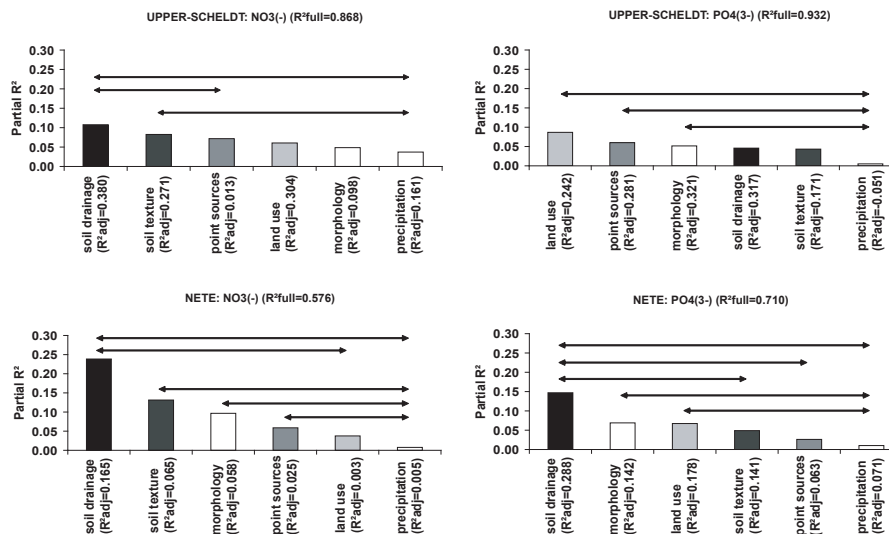 UPPER-SCHELDT: NO3(-) (R²full=0.868)
Partial R²
0.30
0.25
0.20
0.15
0.10
0.05
0.00
soil drainage
(R²adj=0.380)
soil texture
(R²adj=0.271)
point sources
(R²adj=0.013)
land use
(R²adj=0.304)
morphology
(R²adj=0.098)
precipitation
(R²adj=0.161)
UPPER-SCHELDT: PO4(3-) (R²full=0.932)
Partial R²
0.30
0.25
0.20
0.15
0.10
0.05
0.00
land use
(R²adj=0.242)
point sources
(R²adj=0.281)
morphology
(R²adj=0.321)
soil drainage
(R²adj=0.317)
soil texture
(R²adj=0.171)
precipitation
(R²adj=-0.051)
NETE: NO3(-) (R²full=0.576)
Partial R²
0.30
0.25
0.20
0.15
0.10
0.05
0.00
soil drainage
(R²adj=0.165)
soil texture
(R²adj=0.065)
morphology
(R²adj=0.058)
point sources
(R²adj=0.025)
land use
(R²adj=0.003)
precipitation
(R²adj=0.005)
NETE: PO4(3-) (R²full=0.710)
Partial R²
0.30
0.25
0.20
0.15
0.10
0.05
0.00
soil drainage
(R²adj=0.288)
morphology
(R²adj=0.142)
land use
(R²adj=0.178)
soil texture
(R²adj=0.141)
point sources
(R²adj=0.063)
precipitation
(R²adj=0.071)